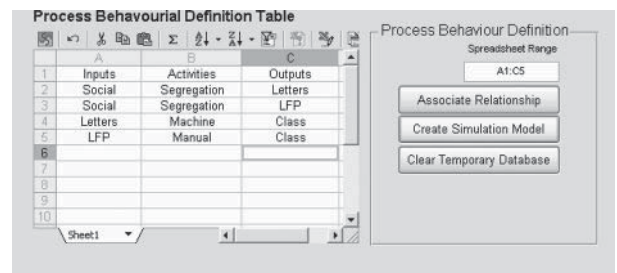 Process Behavourial Definition Table
Σ
A B C
1 Inputs Activities Outputs
2 Social Segregation Letters
3 Social Segregation LFP
4 Letters Machine Class
5 LFP Manual Class
6
7
8
9
10
Sheet1
Process Behaviour Definition
Spreadsheet Range
A1:C5
Associate Relationship
Create Simulation Model
Clear Temporary Database